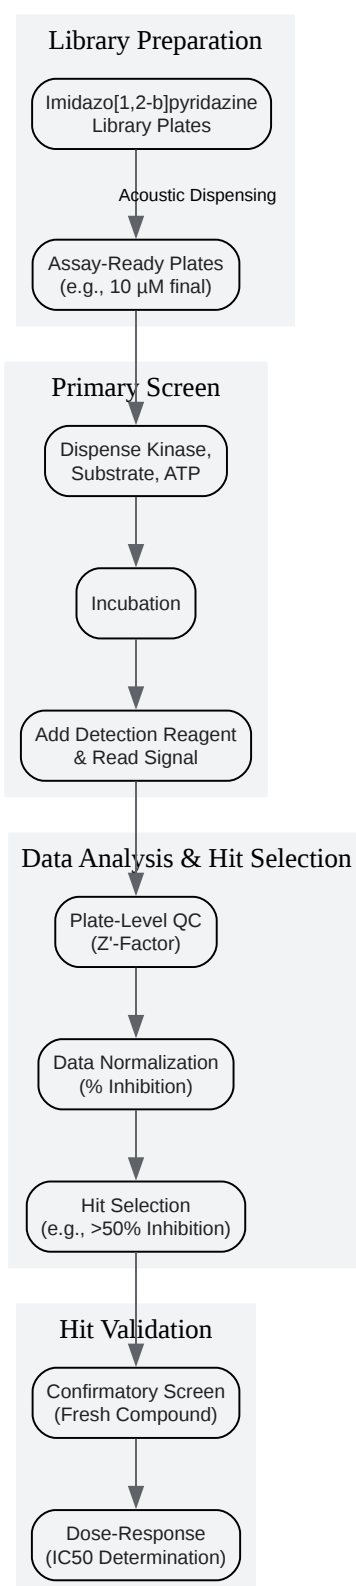 Library Preparation
Imidazo[1,2-b]pyridazine
Library Plates
Acoustic Dispensing
Assay-Ready Plates
(e.g., 10 µM final)
Primary Screen
Dispense Kinase,
Substrate, ATP
Incubation
Add Detection Reagent
& Read Signal
Data Analysis & Hit Selection
Plate-Level QC
(Z'-Factor)
Data Normalization
(% Inhibition)
Hit Selection
(e.g., >50% Inhibition)
Hit Validation
Confirmatory Screen
(Fresh Compound)
Dose-Response
(IC50 Determination)